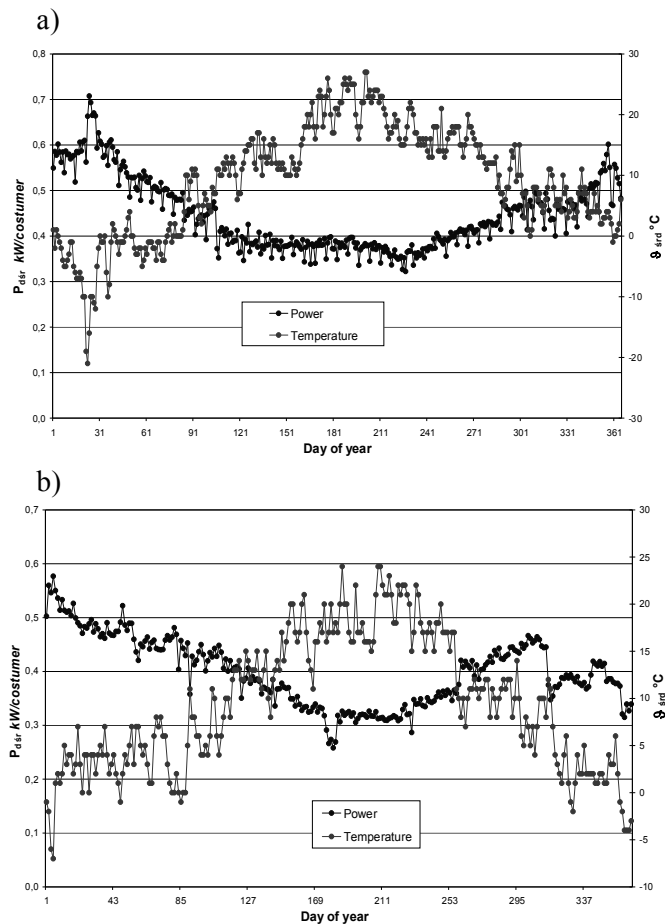 a)
0,8
0,7
0,6
0,5
0,4
0,3
0,2
0,1
0,0
P dśr kW/costumer
30
20
10
0
-10
-20
-30
ϑ śrd °C
Power
Temperature
1 31 61 91 121 151 181 211 241 271 301 331 361
Day of year
b)
0,7
0,6
0,5
0,4
0,3
0,2
0,1
0,0
P dśr kW/costumer
30
25
20
15
10
5
0
-5
-10
ϑ śrd °C
Power
Temperature
1 43 85 127 169 211 253 295 337
Day of year